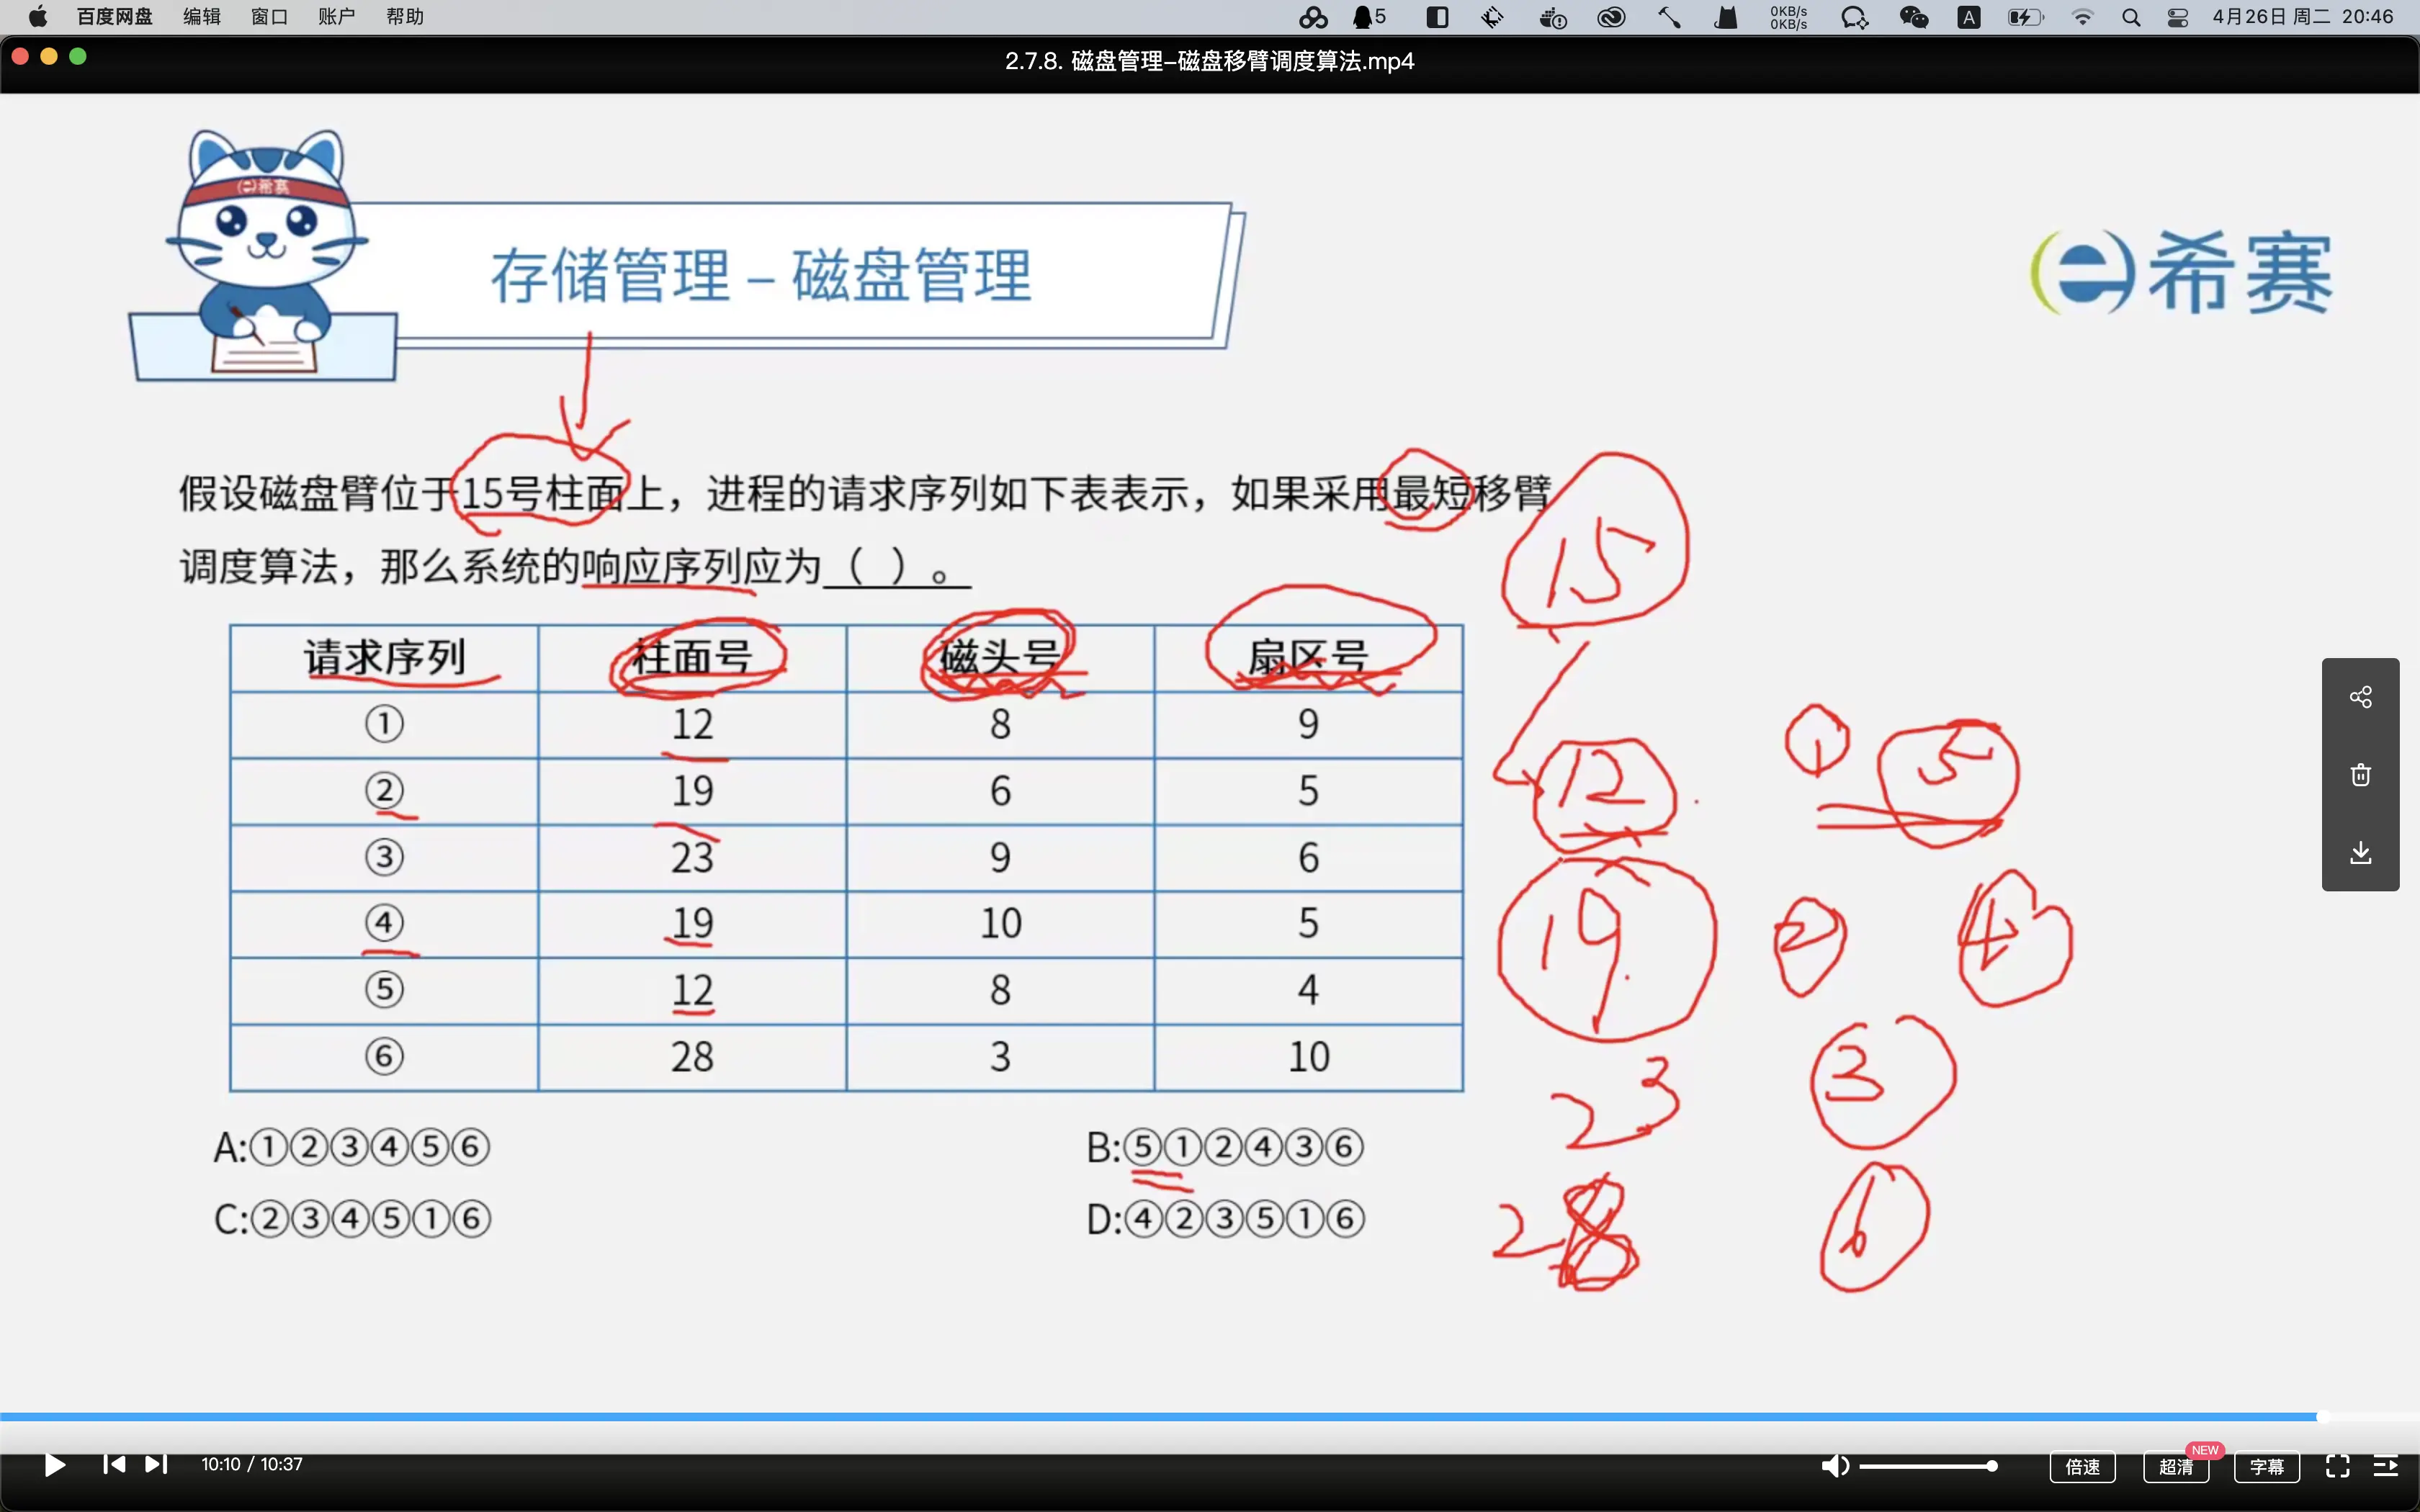 百度网盘 编辑 窗口 账户 帮助 5 0KB/s 0KB/s A 4月26日 周二 20:46
2.7.8. 磁盘管理-磁盘移臂调度算法.mp4
希赛
存储管理 – 磁盘管理
希赛
假设磁盘臂位于15号柱面上，进程的请求序列如下表表示，如果采用最短移臂
调度算法，那么系统的响应序列应为（ ）。
15
请求序列 柱面号 磁头号 扇区号
① 12 8 9
② 19 6 5
③ 23 9 6
④ 19 10 5
⑤ 12 8 4
⑥ 28 3 10
12 ① ⑤
19 ② ④
23 ③
28 ⑥
A:①②③④⑤⑥ B:⑤①②④③⑥
C:②③④⑤①⑥ D:④②③⑤①⑥
10:10 / 10:37 倍速 超清 NEW 字幕